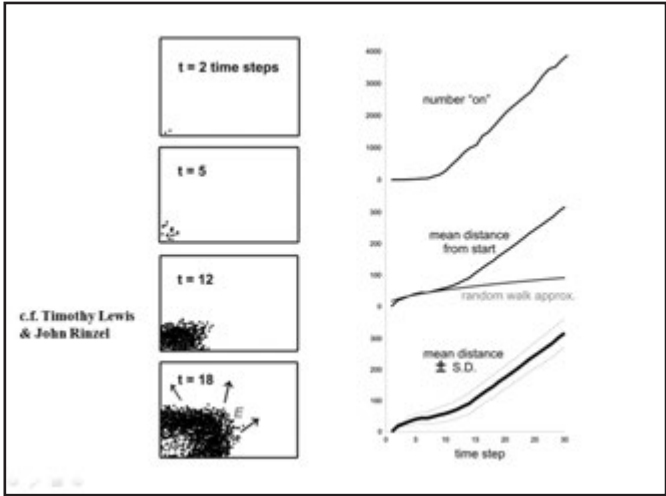 t = 2 time steps
t = 5
t = 12
t = 18
E
c.f. Timothy Lewis
& John Rinzel
4000
3000
2000
1000
0
number "on"
300
200
100
0
mean distance
from start
random walk approx.
300
200
100
0
mean distance
± S.D.
0
5
10
15
20
25
30
time step